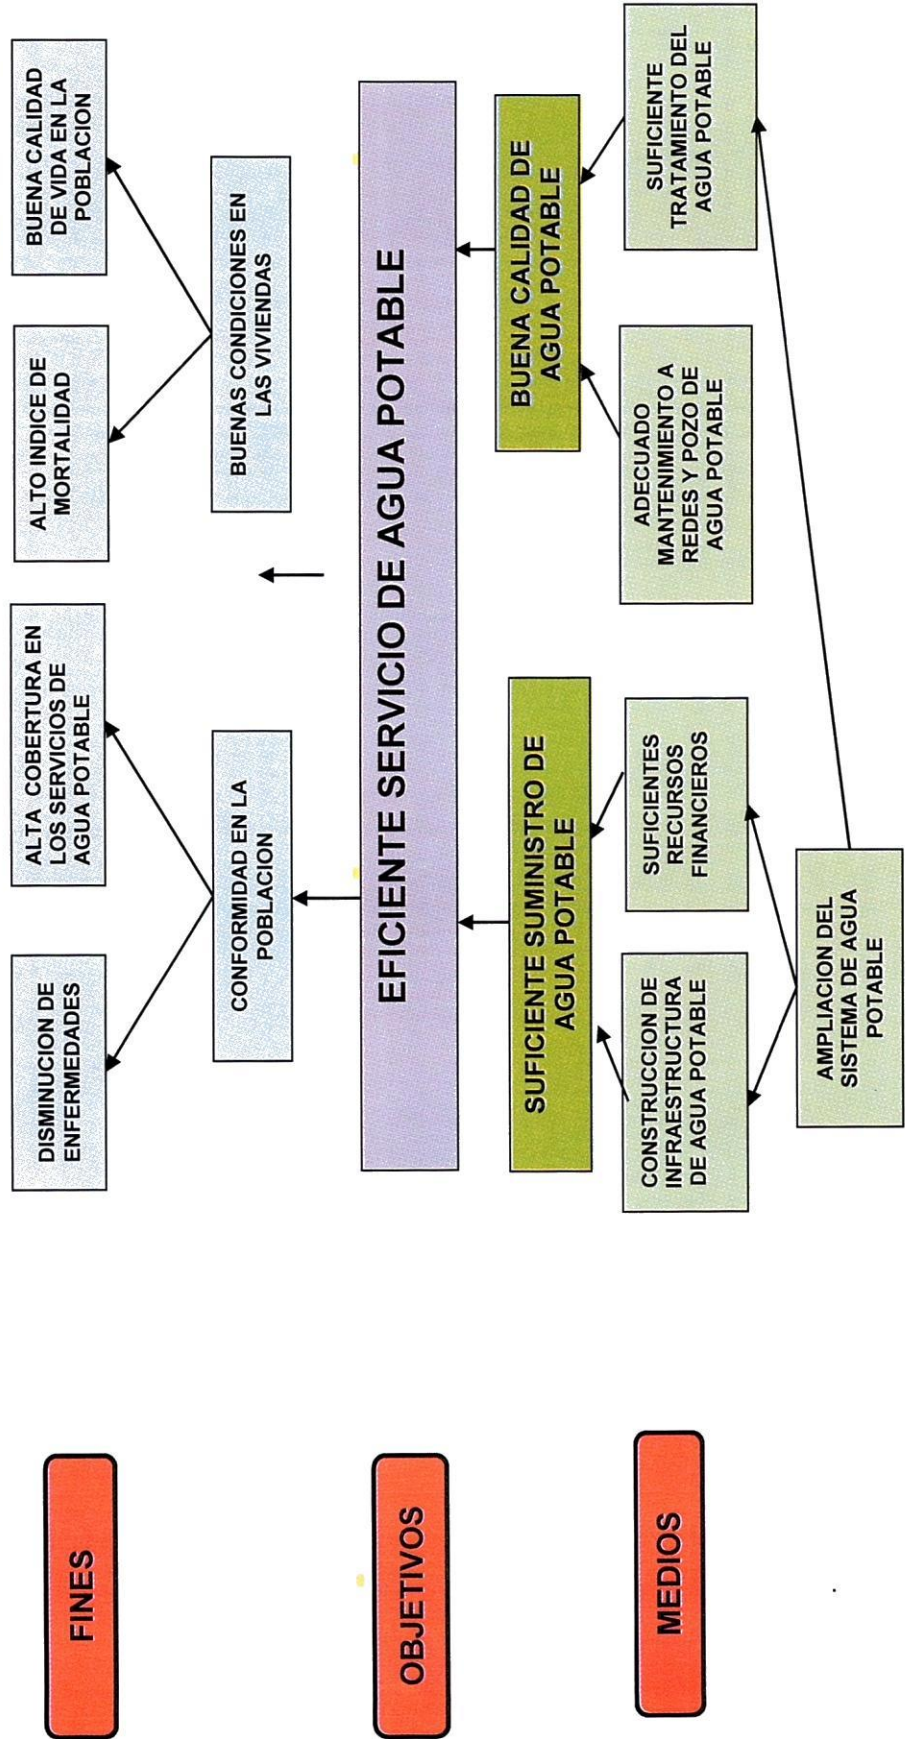 FINES
DISMINUCION DE
ENFERMEDADES
ALTA COBERTURA EN
LOS SERVICIOS DE
AGUA POTABLE
ALTO INDICE DE
MORTALIDAD
BUENA CALIDAD
DE VIDA EN LA
POBLACION
CONFORMIDAD EN LA
POBLACION
BUENAS CONDICIONES EN
LAS VIVIENDAS
OBJETIVOS
EFICIENTE SERVICIO DE AGUA POTABLE
SUFICIENTE SUMINISTRO DE
AGUA POTABLE
BUENA CALIDAD DE
AGUA POTABLE
MEDIOS
CONSTRUCCION DE
INFRAESTRUCTURA
DE AGUA POTABLE
SUFICIENTES
RECURSOS
FINANCIEROS
ADECUADO
MANTENIMIENTO A
REDES Y POZO DE
AGUA POTABLE
SUFICIENTE
TRATAMIENTO DEL
AGUA POTABLE
AMPLIACION DEL
SISTEMA DE AGUA
POTABLE